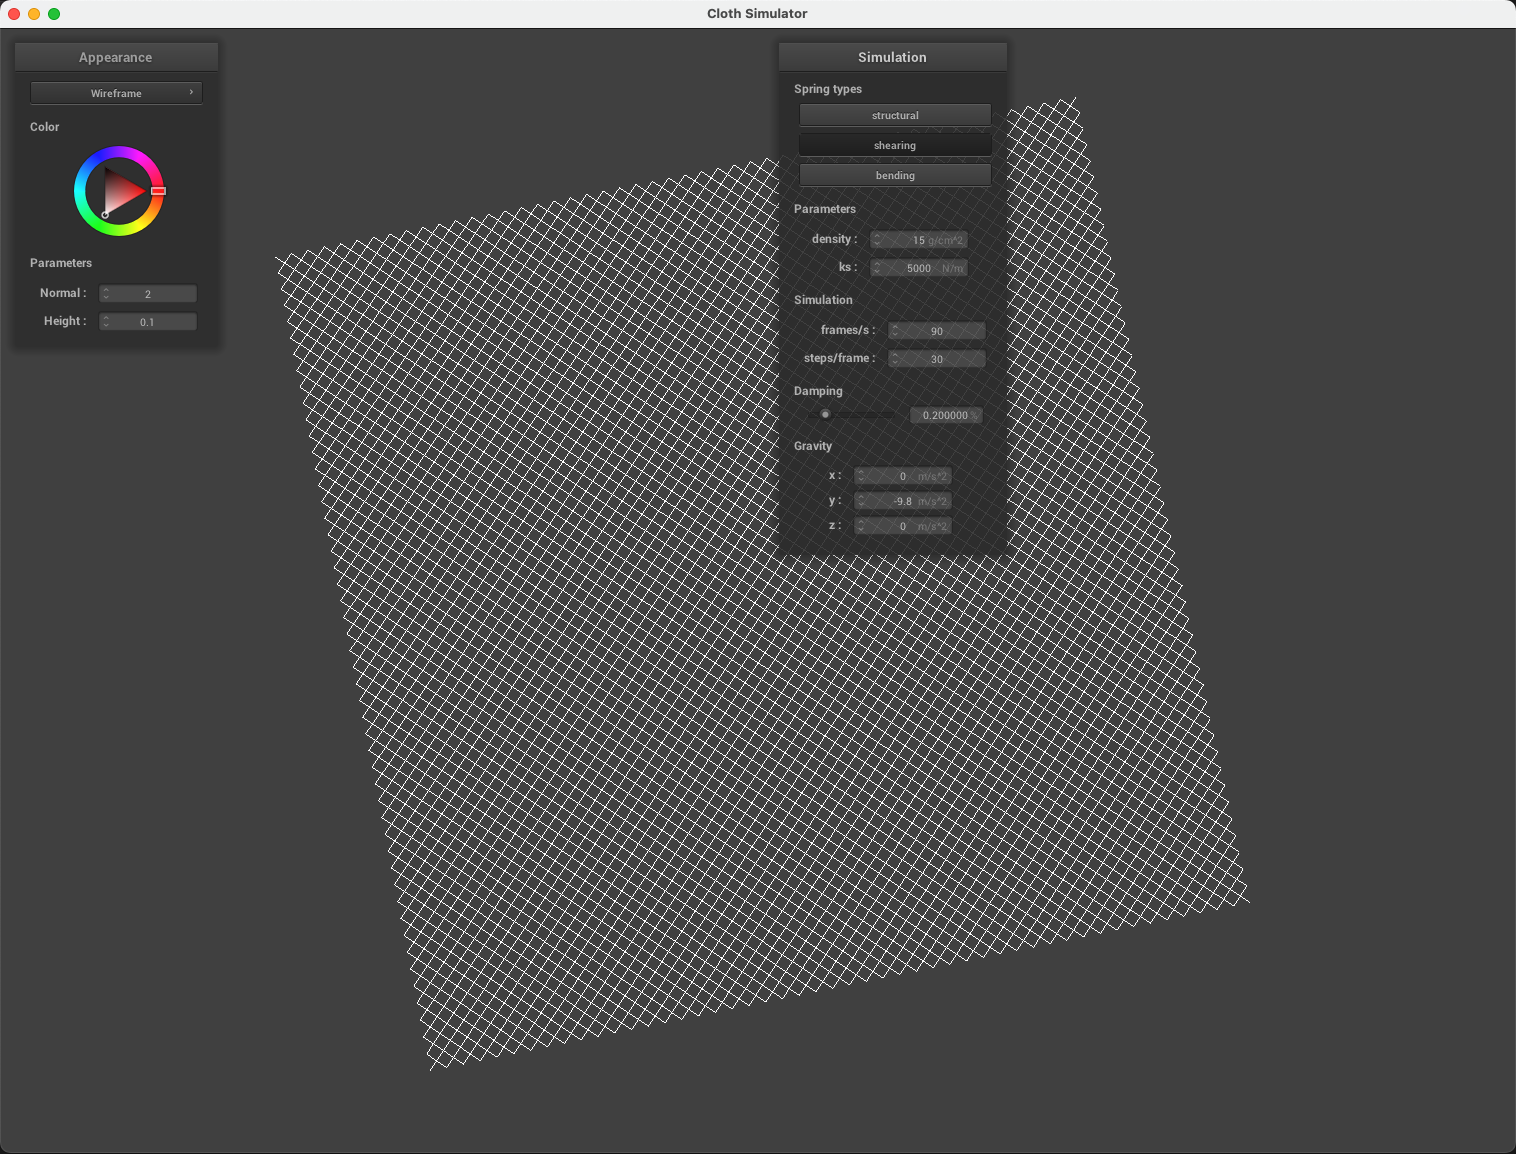 Cloth Simulator
Appearance
Wireframe
Color
Parameters
Normal : 2
Height : 0.1
Simulation
Spring types
structural
shearing
bending
Parameters
density : 15 g/cm^2
ks : 5000 N/m
Simulation
frames/s : 90
steps/frame : 30
Damping
0.200000 %
Gravity
x : 0 m/s^2
y : -9.8 m/s^2
z : 0 m/s^2